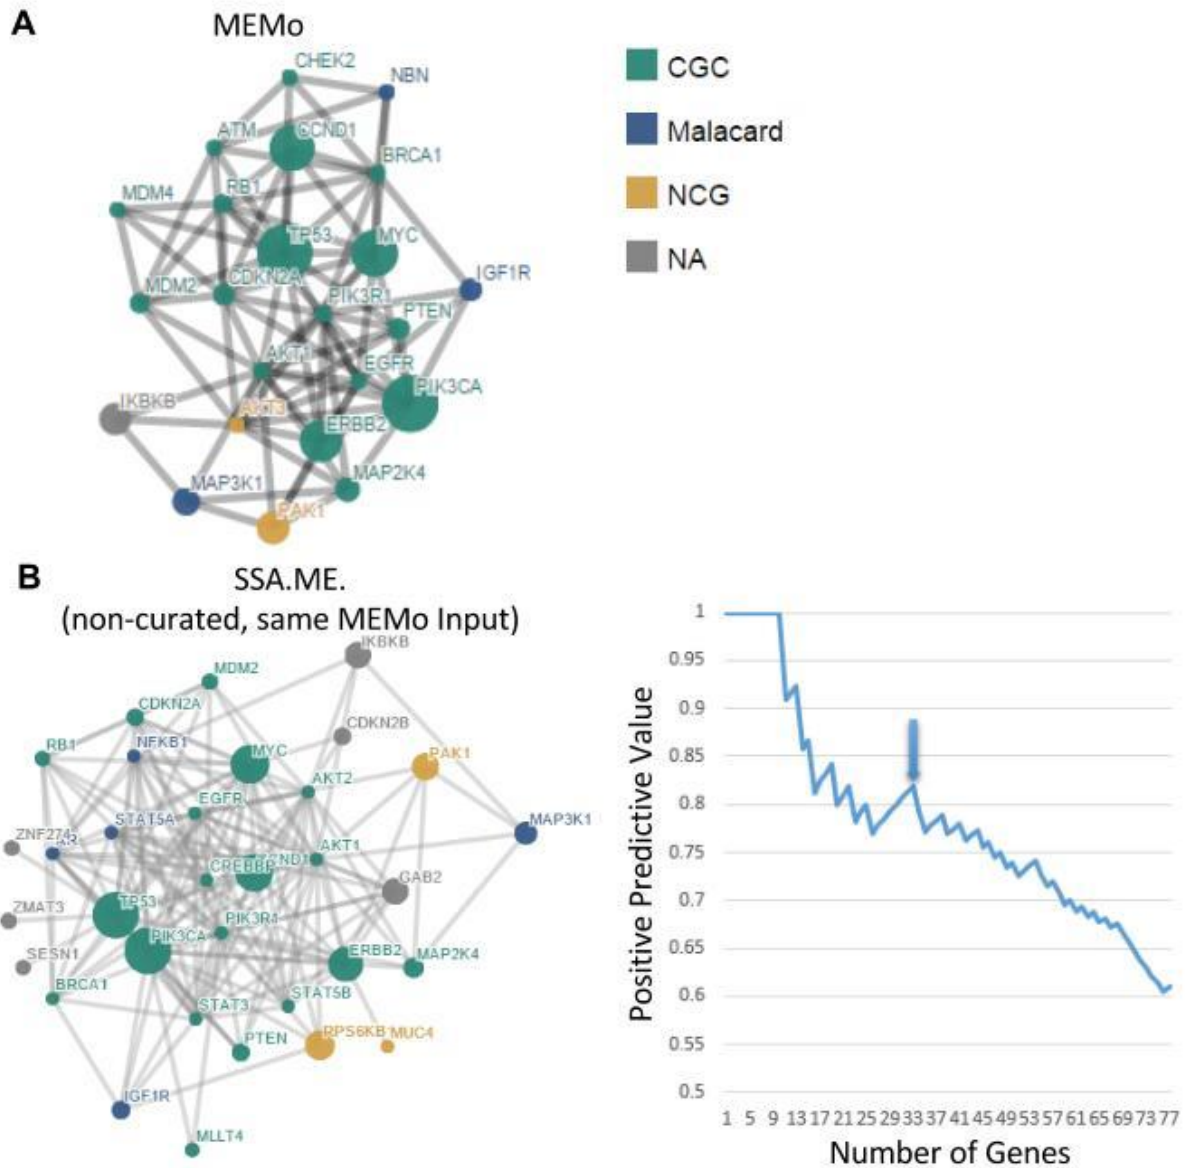 A
MEMo
CHEK2
NBN
ATM
CCND1
BRCA1
MDM4
RB1
TP53
MYC
IGF1R
MDM2
CDKN2A
PIK3R1
PTEN
AKT1
EGFR
PIK3CA
IKBKB
AKT3
ERBB2
MAP3K1
MAP2K4
PAK1
CGC
Malacard
NCG
NA
B
SSA.ME.
(non-curated, same MEMo Input)
IKBKB
MDM2
CDKN2A
CDKN2B
NFKB1
RB1
MYC
PAK1
AKT2
EGFR
STAT5A
MAP3K1
ZNF274
AR
AKT1
CREBBP
CCND1
GAB2
TP53
ZMAT3
PIK3R1
PIK3CA
ERBB2
MAP2K4
SESN1
BRCA1
STAT3
STAT5B
PTEN
RPS6KB
MUC4
IGF1R
MLLT4
Positive Predictive Value
1
0.95
0.9
0.85
0.8
0.75
0.7
0.65
0.6
0.55
0.5
1 5 9 13 17 21 25 29 33 37 41 45 49 53 57 61 65 69 73 77
Number of Genes